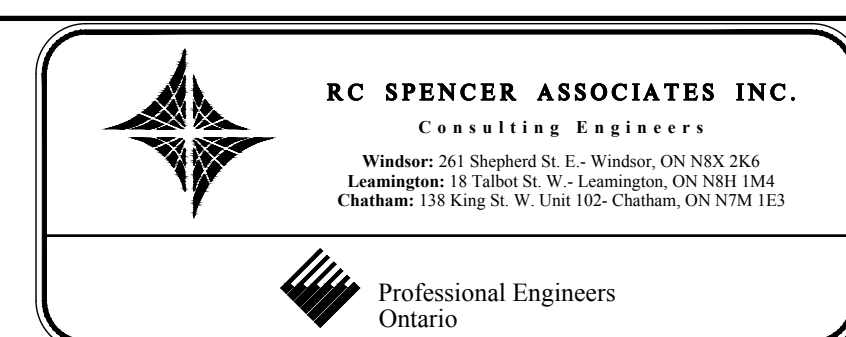 RC SPENCER ASSOCIATES INC.
Consulting Engineers
Windsor: 261 Shepherd St. E.- Windsor, ON N8X 2K6
Leamington: 18 Talbot St. W.- Leamington, ON N8H 1M4
Chatham: 138 King St. W. Unit 102- Chatham, ON N7M 1E3
Professional Engineers
Ontario